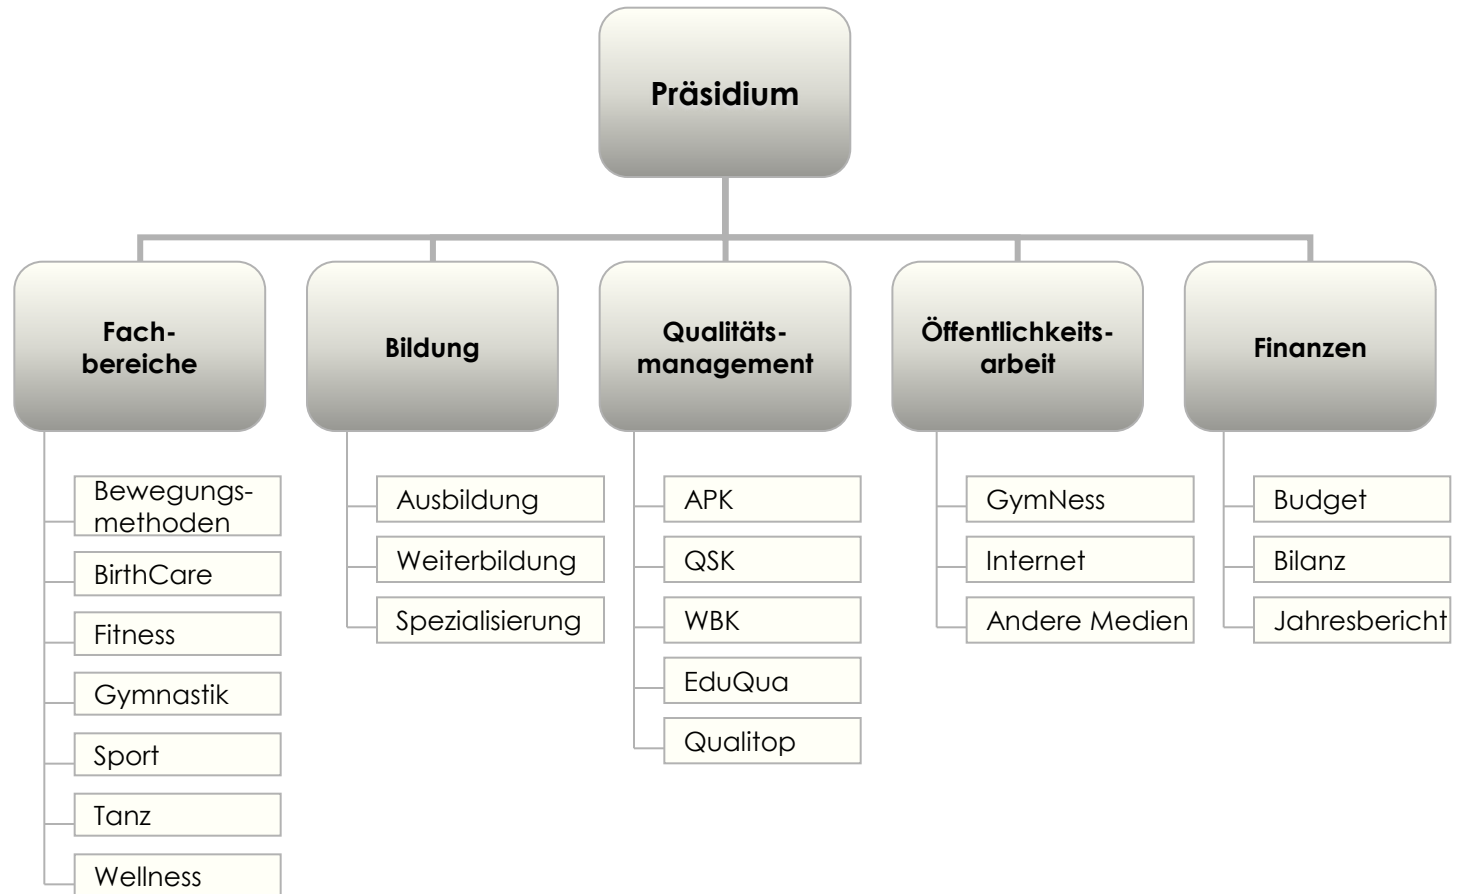 Präsidium
Fach-
bereiche
Bildung
Qualitäts-
management
Öffentlichkeits-
arbeit
Finanzen
Bewegungs-
methoden
BirthCare
Fitness
Gymnastik
Sport
Tanz
Wellness
Ausbildung
Weiterbildung
Spezialisierung
APK
QSK
WBK
EduQua
Qualitop
GymNess
Internet
Andere Medien
Budget
Bilanz
Jahresbericht